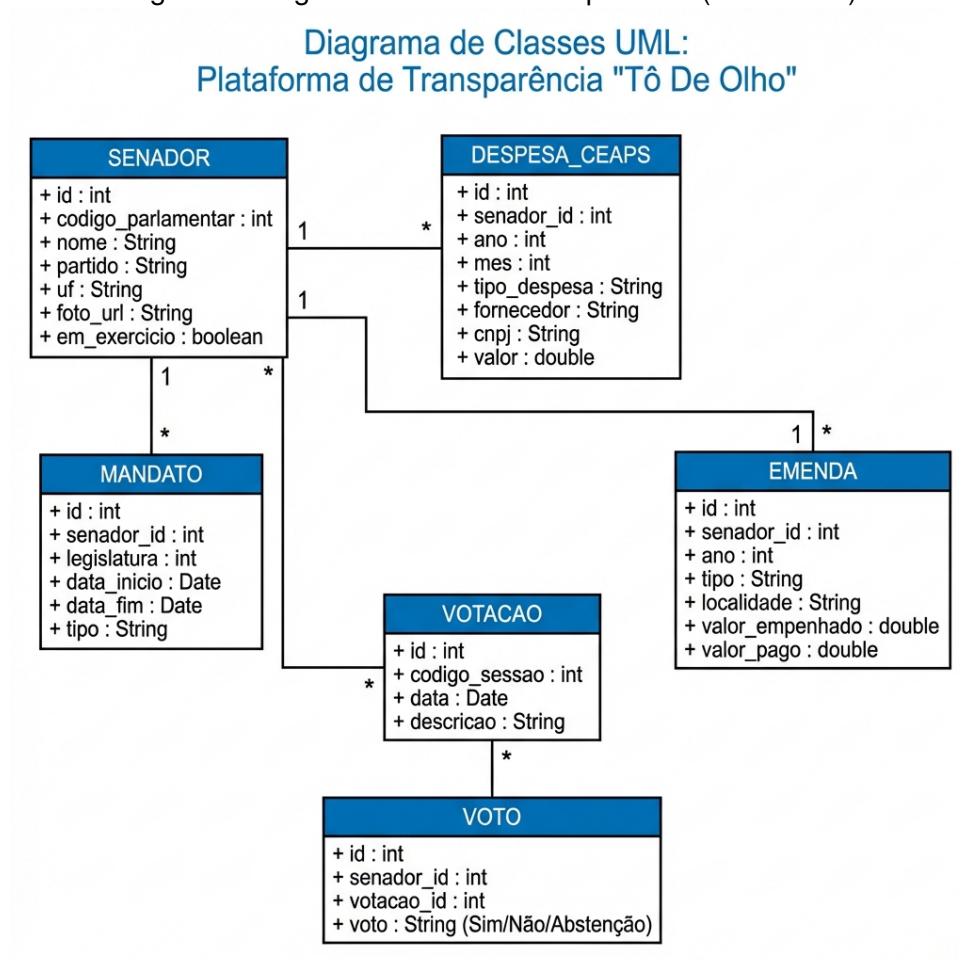 Diagrama de Classes UML:
Plataforma de Transparência "Tô De Olho"
SENADOR
+ id : int
+ codigo_parlamentar : int
+ nome : String
+ partido : String
+ uf : String
+ foto_url : String
+ em_exercicio : boolean
1
*
DESPESA_CEAPS
+ id : int
+ senador_id : int
+ ano : int
+ mes : int
+ tipo_despesa : String
+ fornecedor : String
+ cnpj : String
+ valor : double
1
1
*
*
MANDATO
+ id : int
+ senador_id : int
+ legislatura : int
+ data_inicio : Date
+ data_fim : Date
+ tipo : String
1 *
EMENDA
+ id : int
+ senador_id : int
+ ano : int
+ tipo : String
+ localidade : String
+ valor_empenhado : double
+ valor_pago : double
*
VOTACAO
+ id : int
+ codigo_sessao : int
+ data : Date
+ descricao : String
*
VOTO
+ id : int
+ senador_id : int
+ votacao_id : int
+ voto : String (Sim/Não/Abstenção)